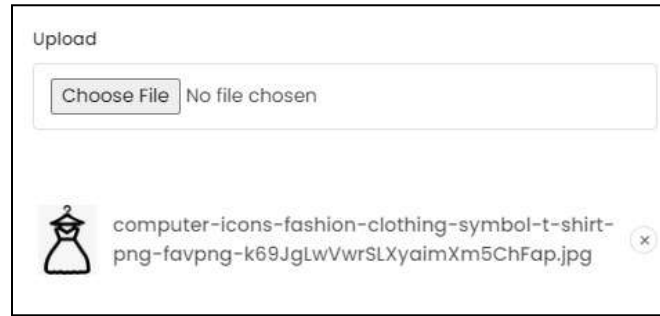 Upload
Choose File No file chosen
computer-icons-fashion-clothing-symbol-t-shirt-
png-favpng-k69JgLwVwrSLXyaimXm5ChFap.jpg